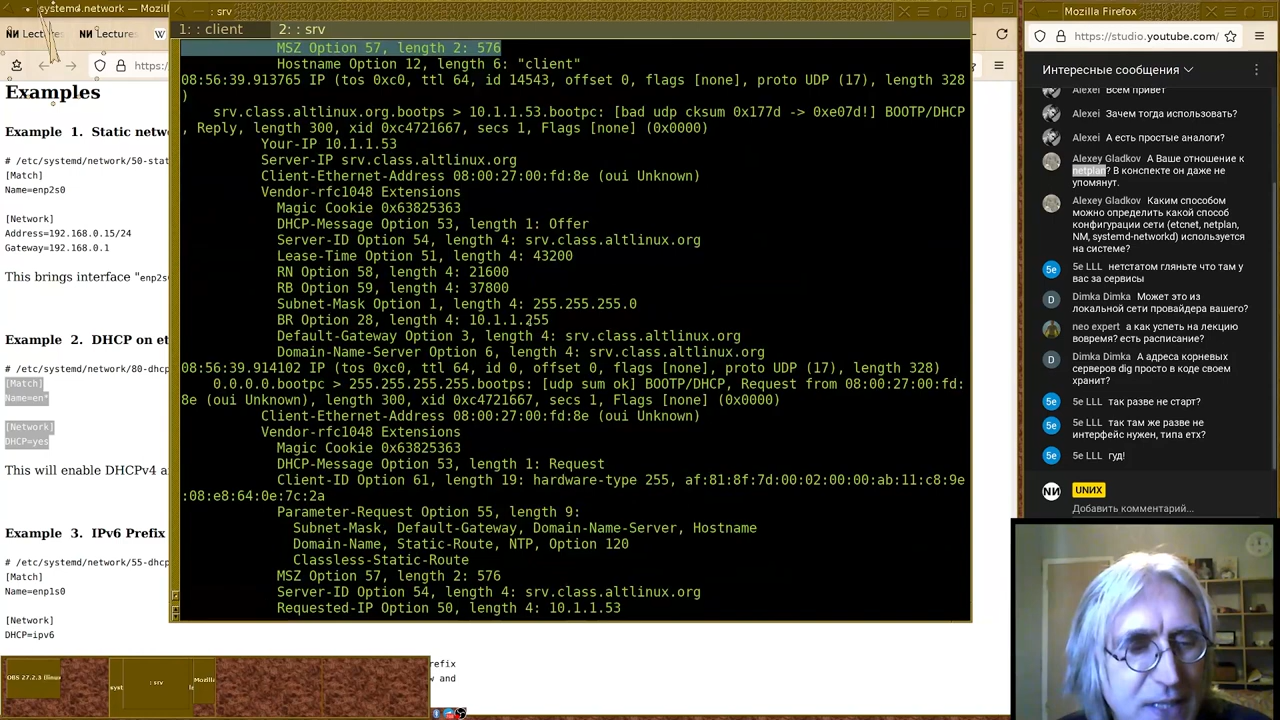 systemd.network — Mozil
Lectures
Lectures
W
https:
Examples
Example 1. Static netw
# /etc/systemd/network/50-stat
[Match]
Name=enp2s0
[Network]
Address=192.168.0.15/24
Gateway=192.168.0.1
This brings interface "enp2s
Example 2. DHCP on et
# /etc/systemd/network/80-dhcp
[Match]
Name=en*
[Network]
DHCP=yes
This will enable DHCPv4 a
Example 3. IPv6 Prefix
# /etc/systemd/network/55-dhcp
[Match]
Name=enp1s0
[Network]
DHCP=ipv6
refix
w and
: srv
1: : client
2: : srv
MSZ Option 57, length 2: 576
Hostname Option 12, length 6: "client"
08:56:39.913765 IP (tos 0xc0, ttl 64, id 14543, offset 0, flags [none], proto UDP (17), length 328
)
srv.class.altlinux.org.bootps > 10.1.1.53.bootpc: [bad udp cksum 0x177d -> 0xe07d!] BOOTP/DHCP
, Reply, length 300, xid 0xc4721667, secs 1, Flags [none] (0x0000)
Your-IP 10.1.1.53
Server-IP srv.class.altlinux.org
Client-Ethernet-Address 08:00:27:00:fd:8e (oui Unknown)
Vendor-rfc1048 Extensions
Magic Cookie 0x63825363
DHCP-Message Option 53, length 1: Offer
Server-ID Option 54, length 4: srv.class.altlinux.org
Lease-Time Option 51, length 4: 43200
RN Option 58, length 4: 21600
RB Option 59, length 4: 37800
Subnet-Mask Option 1, length 4: 255.255.255.0
BR Option 28, length 4: 10.1.1.255
Default-Gateway Option 3, length 4: srv.class.altlinux.org
Domain-Name-Server Option 6, length 4: srv.class.altlinux.org
08:56:39.914102 IP (tos 0xc0, ttl 64, id 0, offset 0, flags [none], proto UDP (17), length 328)
0.0.0.0.bootpc > 255.255.255.255.bootps: [udp sum ok] BOOTP/DHCP, Request from 08:00:27:00:fd:
8e (oui Unknown), length 300, xid 0xc4721667, secs 1, Flags [none] (0x0000)
Client-Ethernet-Address 08:00:27:00:fd:8e (oui Unknown)
Vendor-rfc1048 Extensions
Magic Cookie 0x63825363
DHCP-Message Option 53, length 1: Request
Client-ID Option 61, length 19: hardware-type 255, af:81:8f:7d:00:02:00:00:ab:11:c8:9e
:08:e8:64:0e:7c:2a
Parameter-Request Option 55, length 9:
Subnet-Mask, Default-Gateway, Domain-Name-Server, Hostname
Domain-Name, Static-Route, NTP, Option 120
Classless-Static-Route
MSZ Option 57, length 2: 576
Server-ID Option 54, length 4: srv.class.altlinux.org
Requested-IP Option 50, length 4: 10.1.1.53
Mozilla Firefox
https://studio.youtube.com/
Интересные сообщения
Alexei Всем привет
Alexei Зачем тогда использовать?
Alexei А есть простые аналоги?
Alexey Gladkov А Ваше отношение к
netplan? В конспекте он даже не
упомянут.
Alexey Gladkov Каким способом
можно определить какой способ
конфигурации сети (etcnet, netplan,
NM, systemd-networkd) используется
на системе?
5e 5e LLL нетстатом гляньте что там у
вас за сервисы
D Dimka Dimka Может это из
локальной сети провайдера вашего?
neo expert а как успеть на лекцию
вовремя? есть расписание?
D Dimka Dimka А адреса корневых
серверов dig просто в коде своем
хранит?
5e 5e LLL так разве не старт?
5e 5e LLL так там же разве не
интерфейс нужен, типа етх?
5e 5e LLL гуд!
UNИX
Добавить комментарий...
OBS 27.2.3 (linux
syst
: srv
Mozill